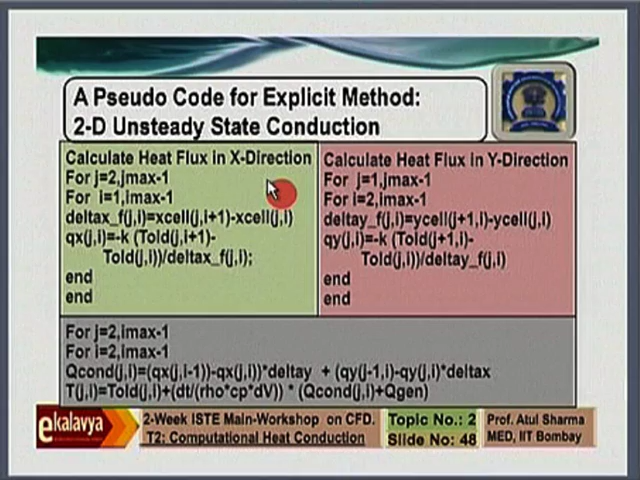 A Pseudo Code for Explicit Method:
2-D Unsteady State Conduction
Calculate Heat Flux in X-Direction
For j=2,jmax-1
For i=1,imax-1
deltax_f(j,i)=xcell(j,i+1)-xcell(j,i)
qx(j,i)=-k (Told(j,i+1)-
Told(j,i))/deltax_f(j,i);
end
end
Calculate Heat Flux in Y-Direction
For j=1,jmax-1
For i=2,imax-1
deltay_f(j,i)=ycell(j+1,i)-ycell(j,i)
qy(j,i)=-k (Told(j+1,i)-
Told(j,i))/deltay_f(j,i)
end
end
For j=2,imax-1
For i=2,imax-1
Qcond(j,i)=(qx(j,i-1))-qx(j,i))*deltay + (qy(j-1,i)-qy(j,i)*deltax
T(j,i)=Told(j,i)+(dt/(rho*cp*dV)) * (Qcond(j,i)+Qgen)
ekalavya
2-Week ISTE Main-Workshop on CFD.
T2: Computational Heat Conduction
Topic No.: 2
Slide No: 48
Prof. Atul Sharma
MED, IIT Bombay